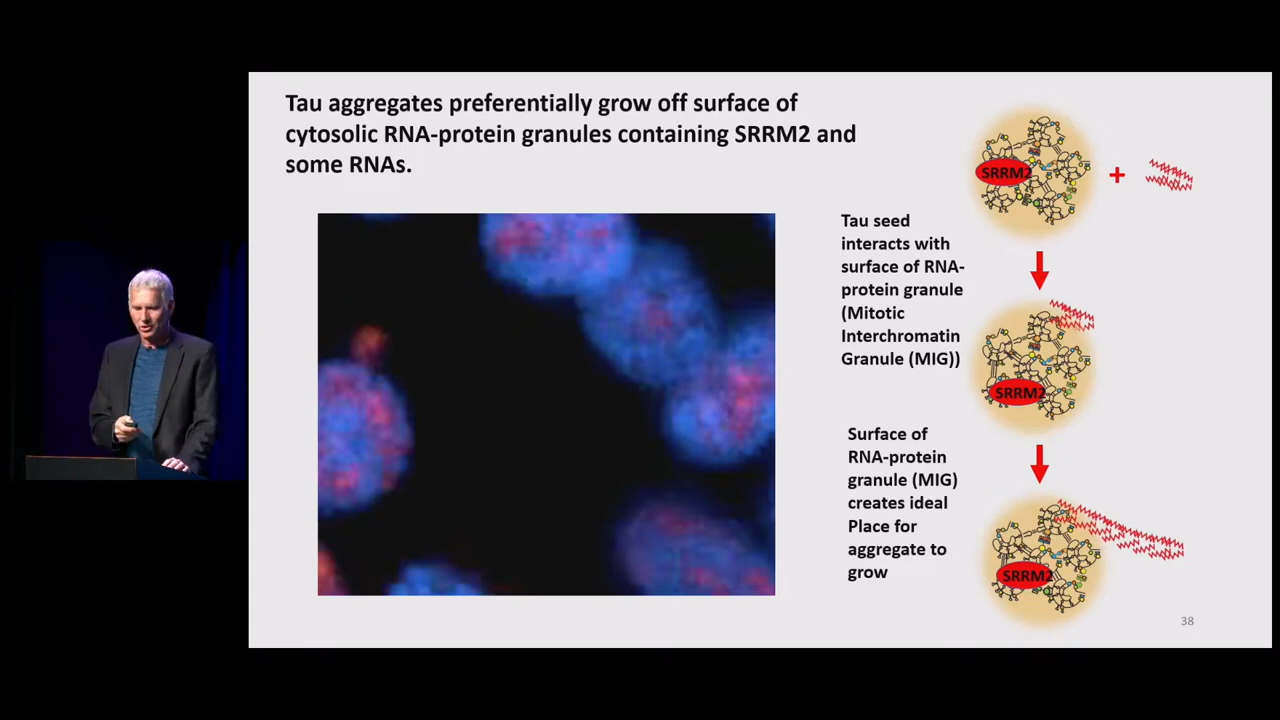 Tau aggregates preferentially grow off surface of
cytosolic RNA-protein granules containing SRRM2 and
some RNAs.
SRRM2
+
Tau seed
interacts with
surface of RNA-
protein granule
(Mitotic
Interchromatin
Granule (MIG))
SRRM2
Surface of
RNA-protein
granule (MIG)
creates ideal
Place for
aggregate to
grow
SRRM2
38